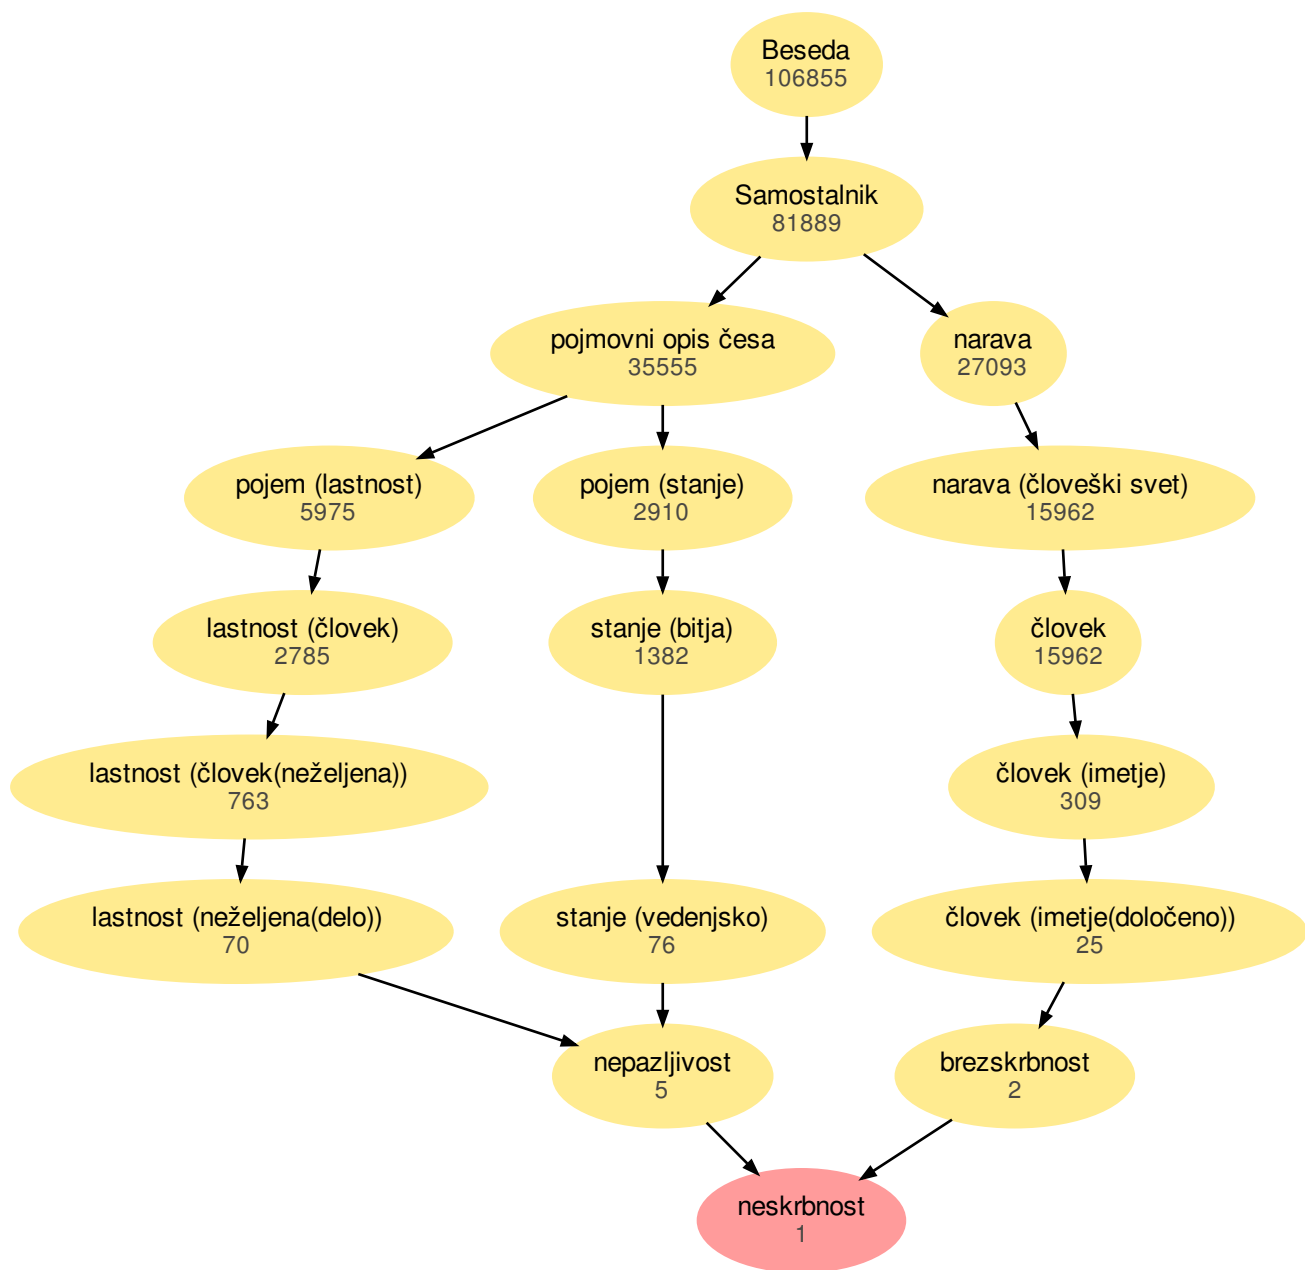 Beseda
106855
Samostalnik
81889
pojmovni opis česa
35555
narava
27093
pojem (lastnost)
5975
pojem (stanje)
2910
narava (človeški svet)
15962
lastnost (človek)
2785
stanje (bitja)
1382
človek
15962
lastnost (človek(neželjena))
763
človek (imetje)
309
lastnost (neželjena(delo))
70
stanje (vedenjsko)
76
človek (imetje(določeno))
25
nepazljivost
5
brezskrbnost
2
neskrbnost
1